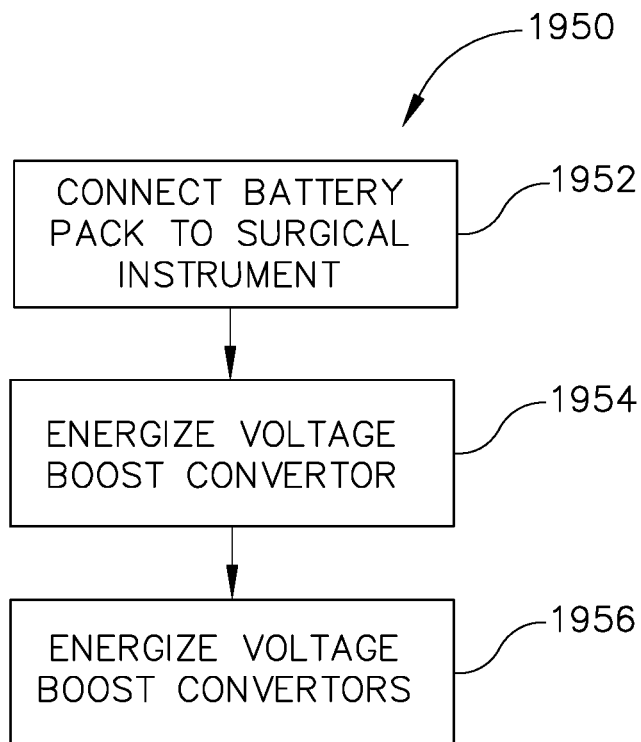 1950
CONNECT BATTERY
PACK TO SURGICAL
INSTRUMENT
1952
ENERGIZE VOLTAGE
BOOST CONVERTOR
1954
ENERGIZE VOLTAGE
BOOST CONVERTORS
1956